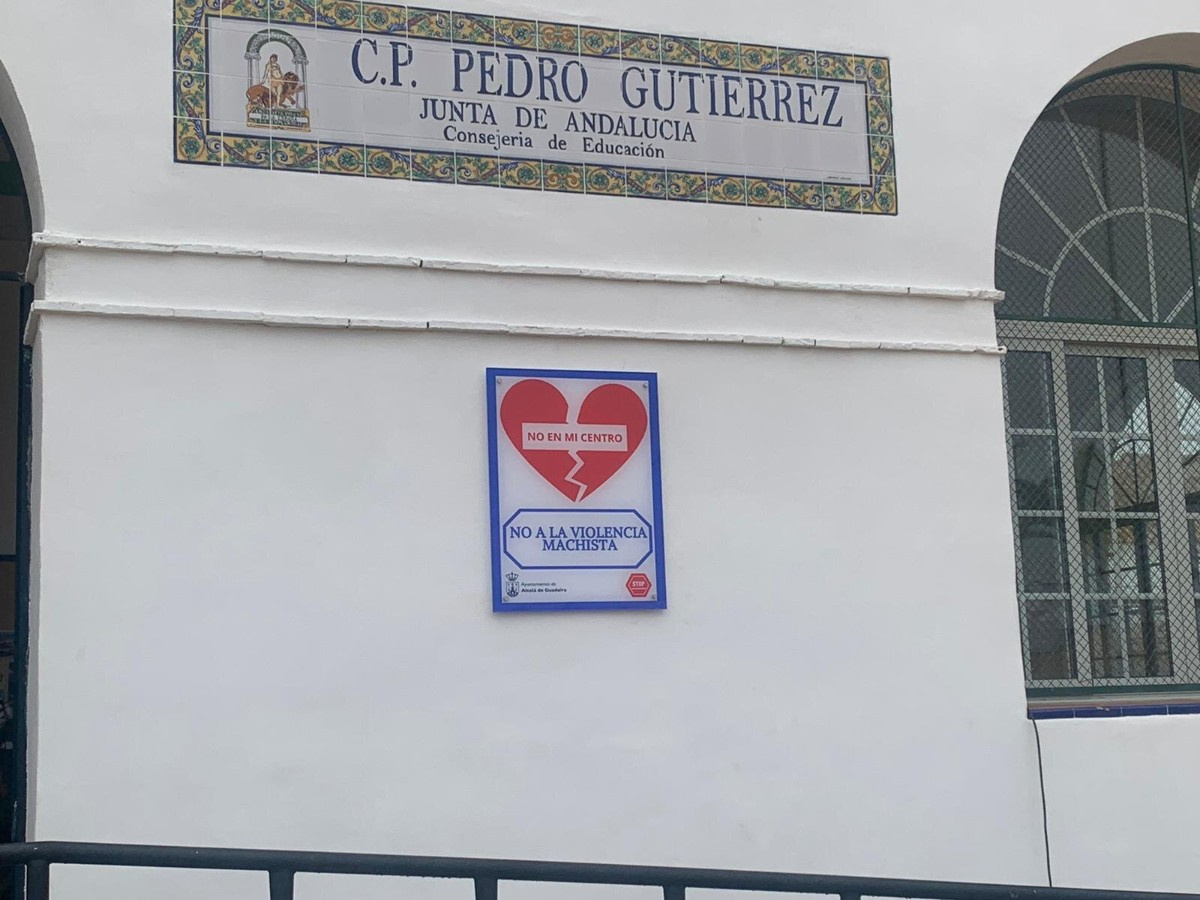 C.P. PEDRO GUTIERREZ
JUNTA DE ANDALUCIA
Consejeria de Educación
NO EN MI CENTRO
NO A LA VIOLENCIA
MACHISTA
Ayuntamiento de
Alcalá de Guadaíra
STOP